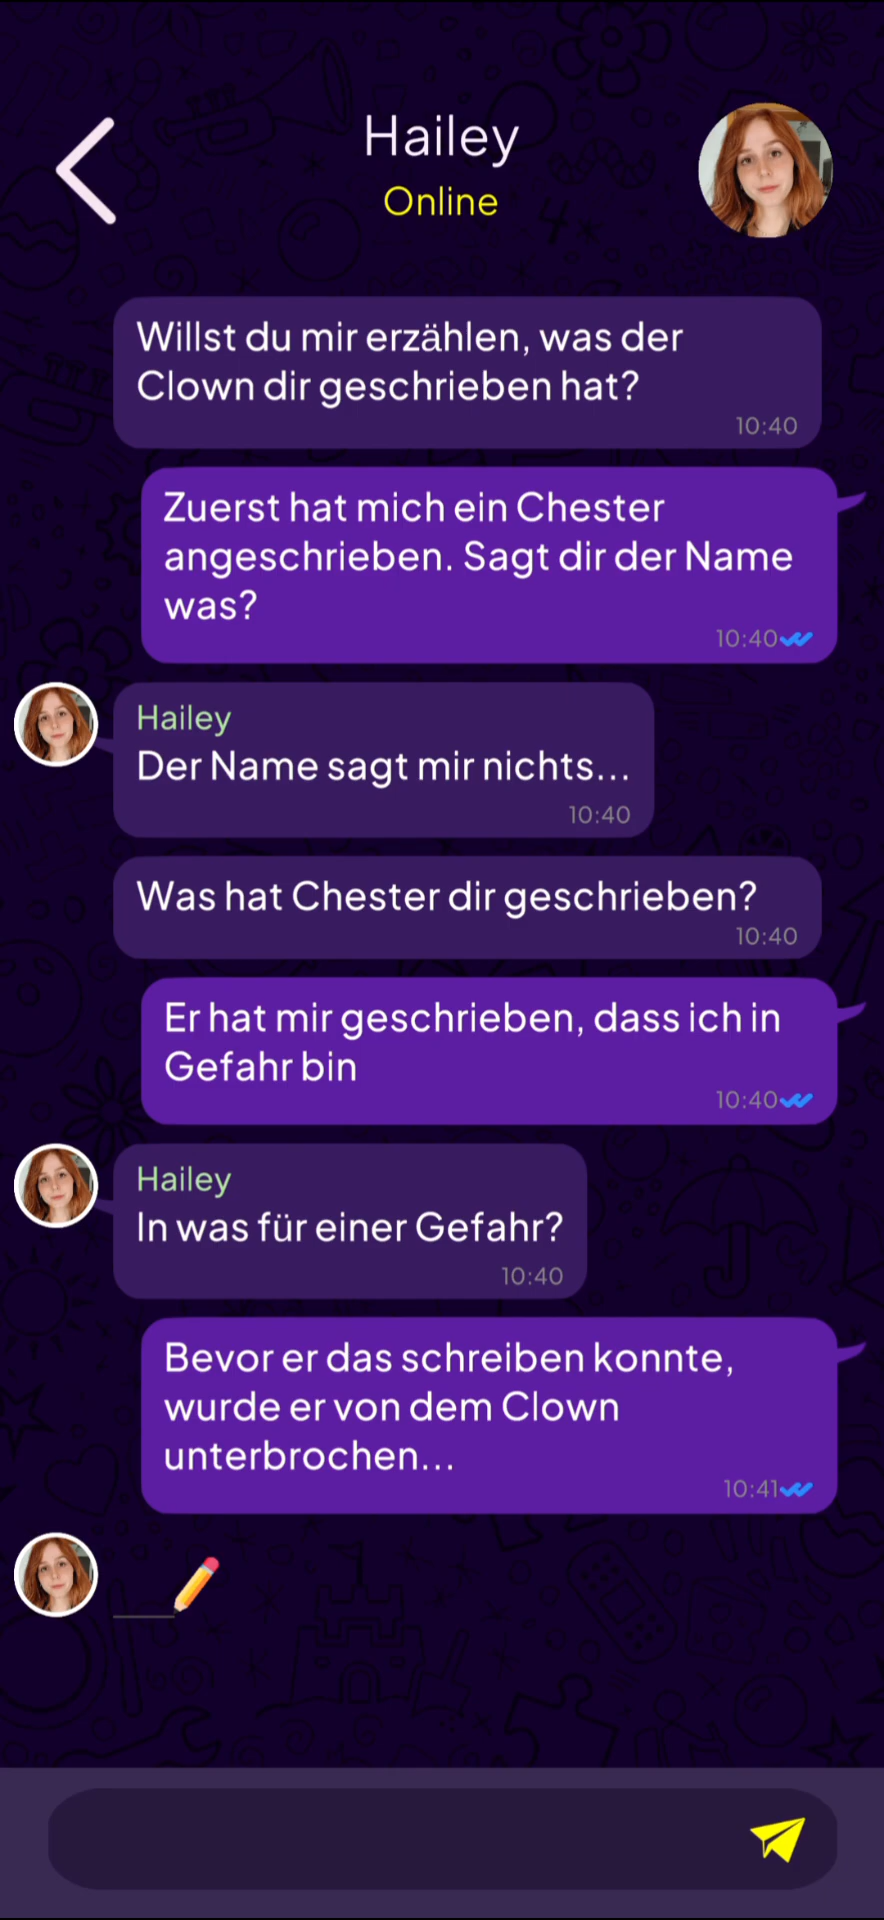 Hailey
Online
Willst du mir erzählen, was der
Clown dir geschrieben hat?
10:40
Zuerst hat mich ein Chester
angeschrieben. Sagt dir der Name
was?
10:40
Hailey
Der Name sagt mir nichts...
10:40
Was hat Chester dir geschrieben?
10:40
Er hat mir geschrieben, dass ich in
Gefahr bin
10:40
Hailey
In was für einer Gefahr?
10:40
Bevor er das schreiben konnte,
wurde er von dem Clown
unterbrochen...
10:41